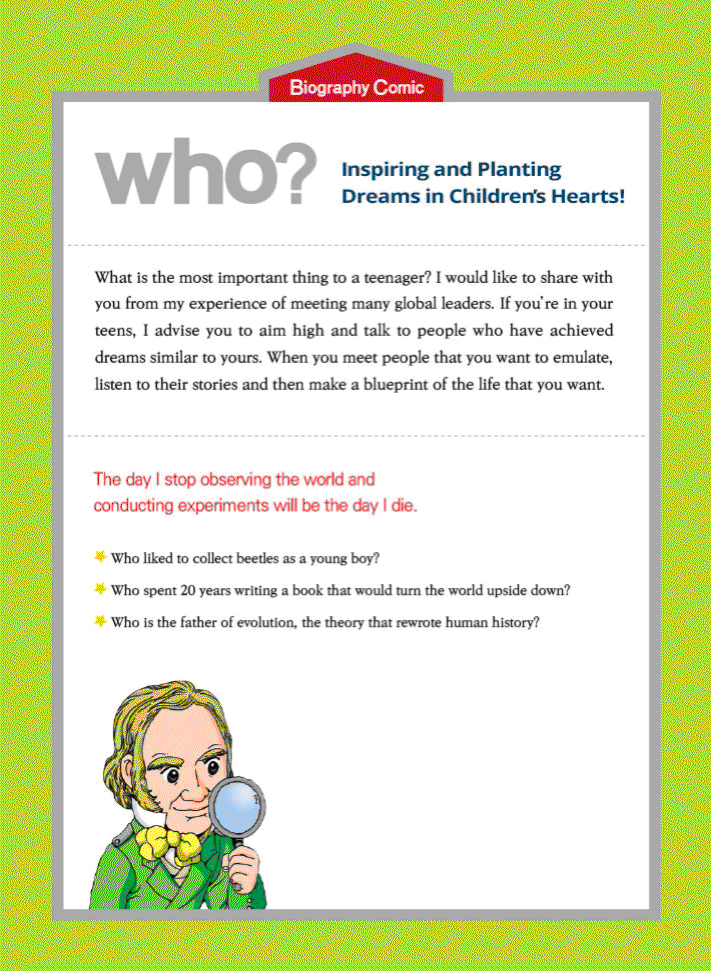 Biography Comic
who?
Inspiring and Planting
Dreams in Children's Hearts!
What is the most important thing to a teenager? I would like to share with
you from my experience of meeting many global leaders. If you're in your
teens, I advise you to aim high and talk to people who have achieved
dreams similar to yours. When you meet people that you want to emulate,
listen to their stories and then make a blueprint of the life that you want.
The day I stop observing the world and
conducting experiments will be the day I die.
Who liked to collect beetles as a young boy?
Who spent 20 years writing a book that would turn the world upside down?
Who is the father of evolution, the theory that rewrote human history?